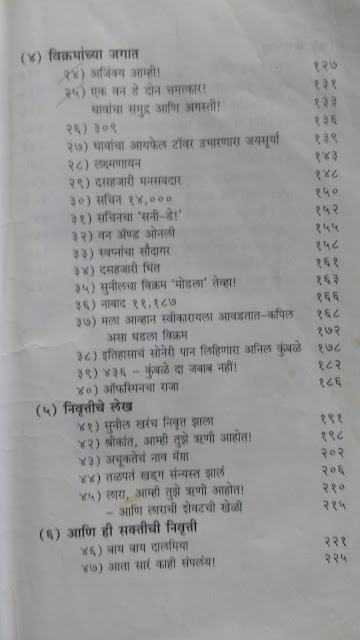 (४) विक्रमांच्या जगात
२४) अजिंक्य आम्ही! १२७
२५) एक वन डे दोन चमत्कार! १३१
धावांचा समुद्र आणि अगस्ती! १३३
२६) ३०९ १३६
२७) धावांचा आयफेल टॉवर उभारणारा जयसूर्या १३९
२८) लक्ष्मणायन १४३
२९) दसहजारी मनसबदार १४८
३०) सचिन १४,००० १५०
३१) सचिनचा 'सनी-डे!' १५२
३२) वन ॲण्ड ओनली १५५
३३) स्वप्नांचा सौदागर १५८
३४) दसहजारी भिंत १६१
३५) सुनीलचा विक्रम 'मोडला' तेव्हा! १६३
३६) नाबाद ११,१८७ १६६
३७) मला आव्हान स्वीकारायला आवडतात-कपिल १६८
असा घडला विक्रम १७२
३८) इतिहासाचं सोनेरी पान लिहिणारा अनिल कुंबळे १७८
३९) ४३६ - कुंबळे दा जबाब नहीं! १८२
४०) ऑफस्पिनचा राजा १८६
(५) निवृत्तीचे लेख
४१) सुनील खरंच निवृत्त झाला १९१
४२) श्रीकांत, आम्ही तुझे ऋणी आहोत! १९८
४३) अचूकतेचं नाव मॅग्रा २०२
४४) तळपतं खड्ग संन्यस्त झालं २०६
४५) लारा, आम्ही तुझे ऋणी आहोत! २१०
- आणि लाराची शेवटची खेळी २१५
(६) आणि ही सक्तीची निवृत्ती
४६) बाय बाय दालमिया २२१
४७) आता सारं काही संपलंय! २२५